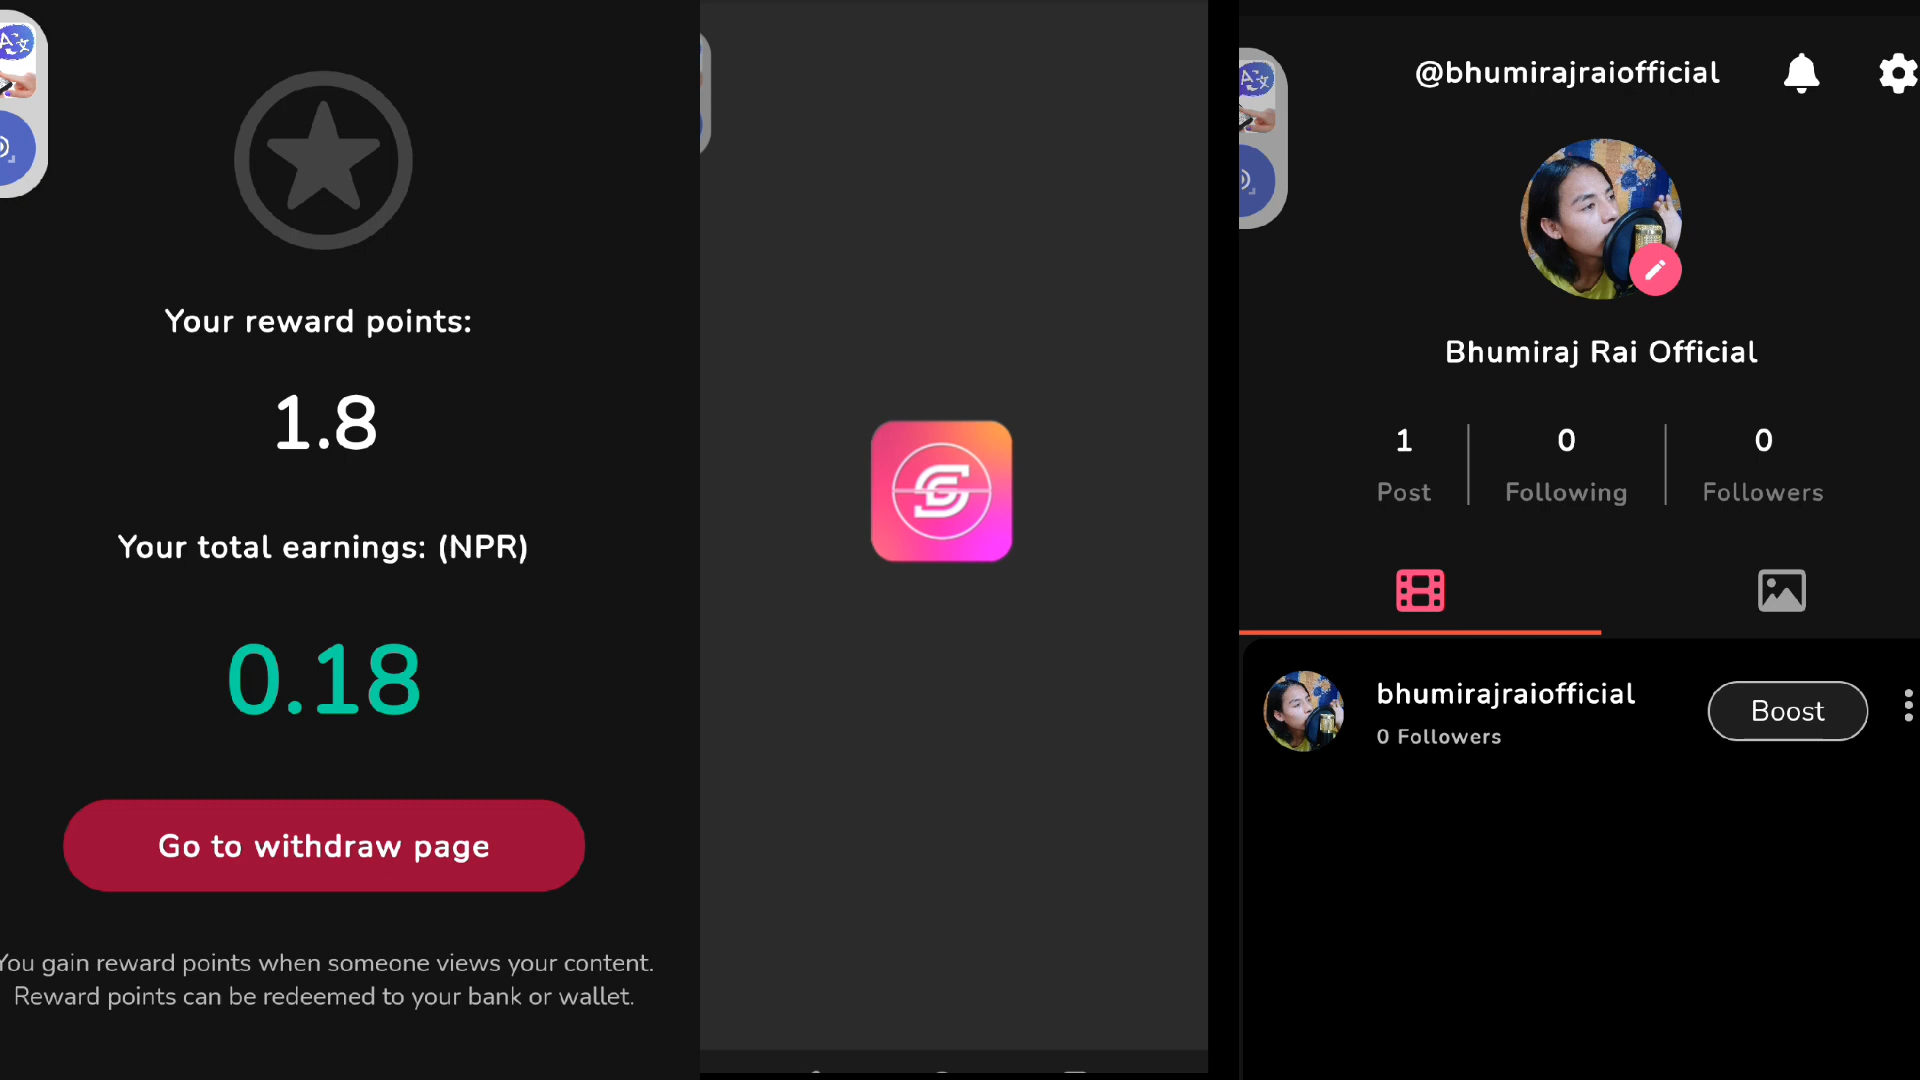 Your reward points:
1.8
Your total earnings: (NPR)
0.18
Go to withdraw page
You gain reward points when someone views your content.
Reward points can be redeemed to your bank or wallet.
@bhumirajraiofficial
Bhumiraj Rai Official
1
0
0
Post
Following
Followers
bhumirajraiofficial
0 Followers
Boost